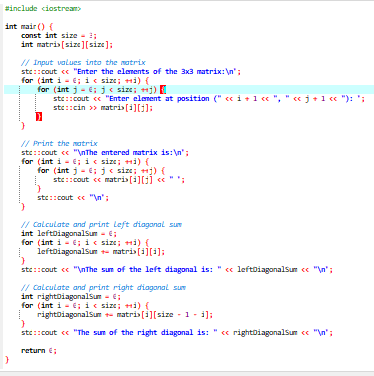 #include <iostream>

int main() {
    const int size = 3;
    int matrix[size][size];

    // Input values into the matrix
    std::cout << "Enter the elements of the 3x3 matrix:\n";
    for (int i = 0; i < size; ++i) {
        for (int j = 0; j < size; ++j) {
            std::cout << "Enter element at position (" << i + 1 << ", " << j + 1 << "): ";
            std::cin >> matrix[i][j];
        }
    }

    // Print the matrix
    std::cout << "\nThe entered matrix is:\n";
    for (int i = 0; i < size; ++i) {
        for (int j = 0; j < size; ++j) {
            std::cout << matrix[i][j] << " ";
        }
        std::cout << "\n";
    }

    // Calculate and print left diagonal sum
    int leftDiagonalSum = 0;
    for (int i = 0; i < size; ++i) {
        leftDiagonalSum += matrix[i][i];
    }
    std::cout << "\nThe sum of the left diagonal is: " << leftDiagonalSum << "\n";

    // Calculate and print right diagonal sum
    int rightDiagonalSum = 0;
    for (int i = 0; i < size; ++i) {
        rightDiagonalSum += matrix[i][size - 1 - i];
    }
    std::cout << "The sum of the right diagonal is: " << rightDiagonalSum << "\n";

    return 0;
}